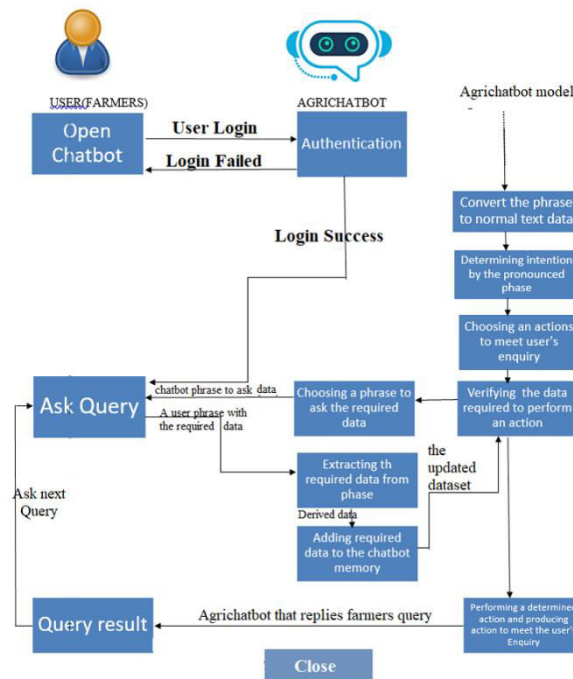 USER(FARMERS)
AGRICHATBOT
Agrichatbot model
Open
Chatbot
User Login
Login Failed
Authentication
Login Success
Convert the phrase
to normal text data
Determining intention
by the pronounced
phase
Choosing an actions
to meet user's
enquiry
Verifying the data
required to perform
an action
Choosing a phrase to
ask the required
data
chatbot phrase to ask data
Ask Query
A user phrase with
the required data
Extracting th
required data from
phase
Derived data
Adding required
data to the chatbot
memory
the
updated
dataset
Ask next
Query
Query result
Agrichatbot that replies farmers query
Performing a determined
action and producing
action to meet the user's
Enquiry
Close